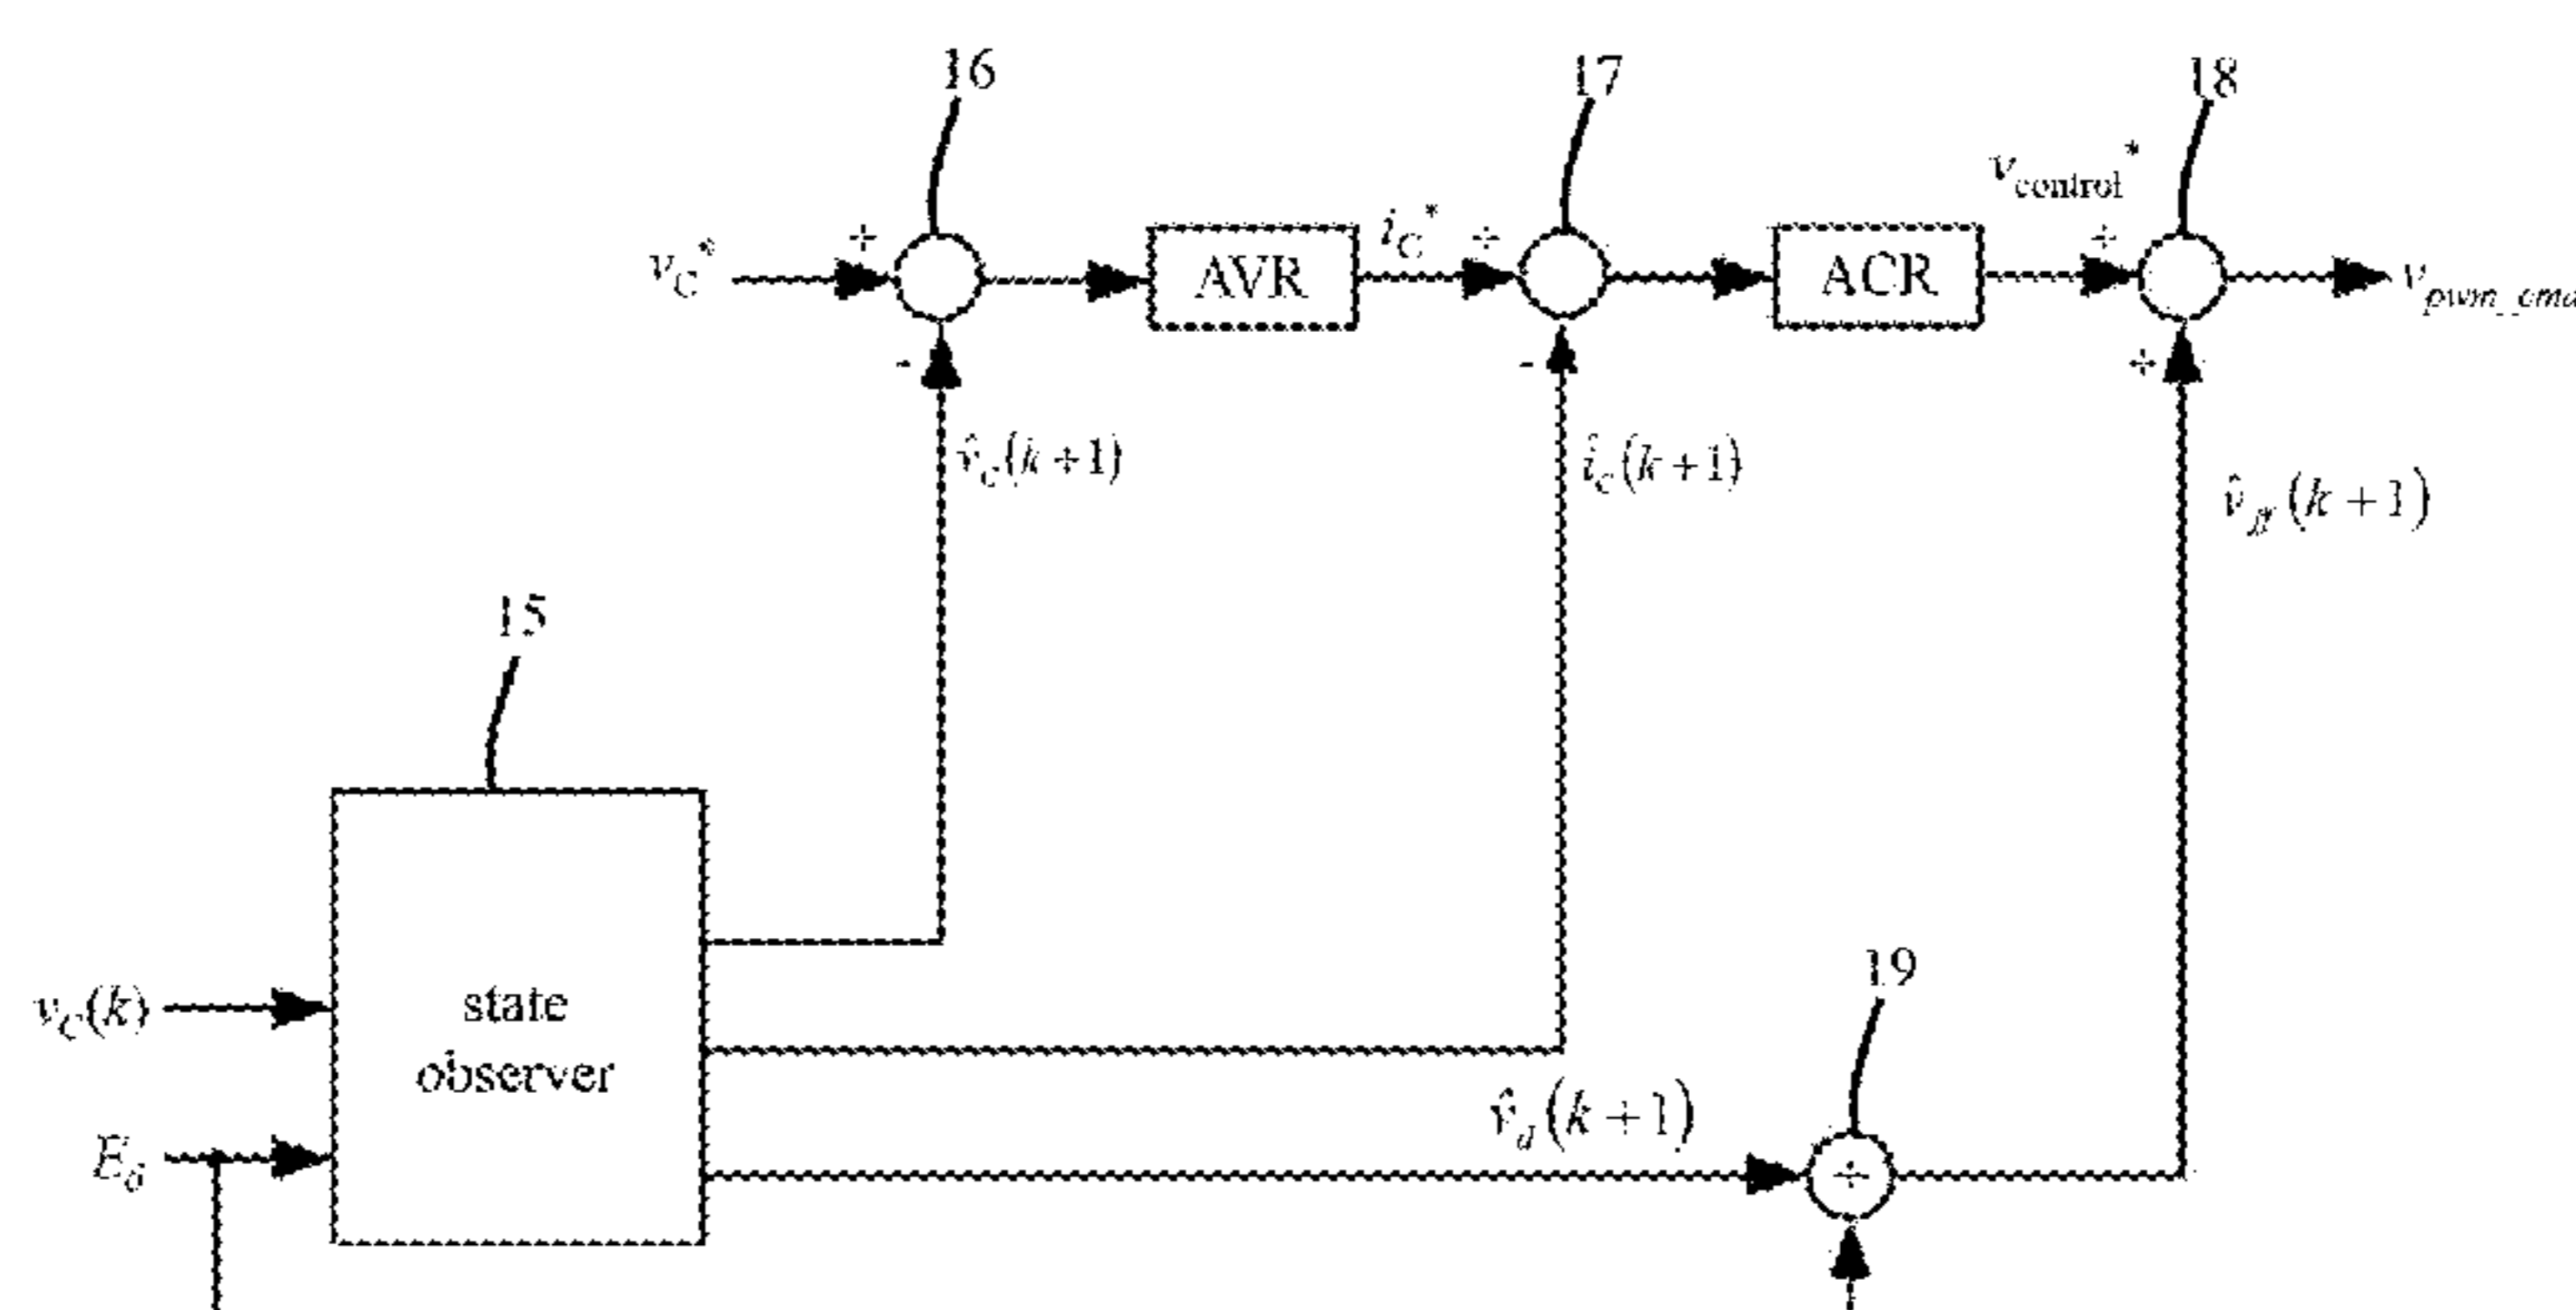 16
17
18
v_C*
+
AVR
i_C*
+
ACR
v_control*
+
v_pwm_cmd
-
-
+
v̂_C(k+1)
î_C(k+1)
v̂_ff(k+1)
15
19
v_C(k)
state
observer
v̂_d(k+1)
÷